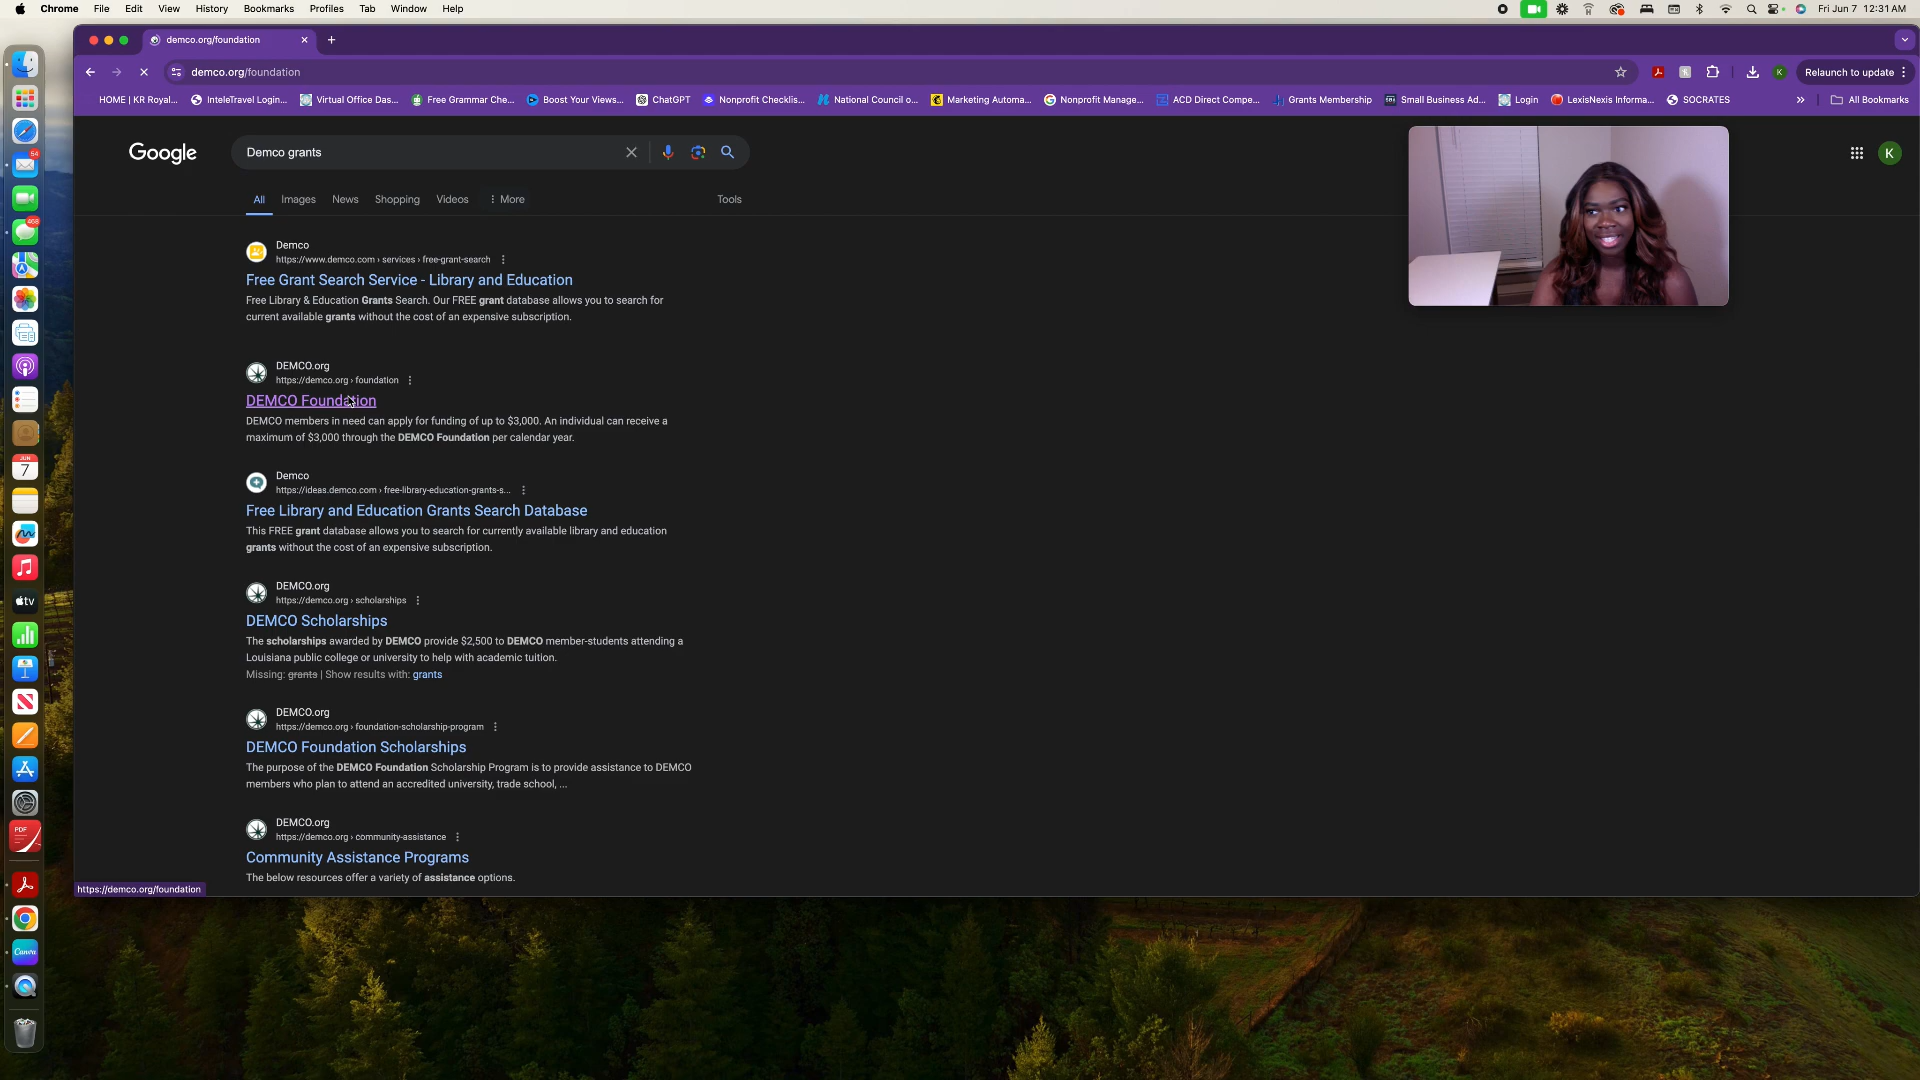 Chrome File Edit View History Bookmarks Profiles Tab Window Help Fri Jun 7 12:31 AM
demco.org/foundation
demco.org/foundation Relaunch to update
HOME | KR Royal... InteleTravel Login... Virtual Office Das... Free Grammar Che... Boost Your Views... ChatGPT Nonprofit Checklis... National Council o... Marketing Automa... Nonprofit Manage... ACD Direct Compe... Grants Membership Small Business Ad... Login LexisNexis Informa... SOCRATES » All Bookmarks
Google Demco grants K
All Images News Shopping Videos More Tools
Demco
https://www.demco.com › services › free-grant-search
Free Grant Search Service - Library and Education
Free Library & Education Grants Search. Our FREE grant database allows you to search for
current available grants without the cost of an expensive subscription.
DEMCO.org
https://demco.org › foundation
DEMCO Foundation
DEMCO members in need can apply for funding of up to $3,000. An individual can receive a
maximum of $3,000 through the DEMCO Foundation per calendar year.
Demco
https://ideas.demco.com › free-library-education-grants-s...
Free Library and Education Grants Search Database
This FREE grant database allows you to search for currently available library and education
grants without the cost of an expensive subscription.
DEMCO.org
https://demco.org › scholarships
DEMCO Scholarships
The scholarships awarded by DEMCO provide $2,500 to DEMCO member-students attending a
Louisiana public college or university to help with academic tuition.
Missing: grants | Show results with: grants
DEMCO.org
https://demco.org › foundation-scholarship-program
DEMCO Foundation Scholarships
The purpose of the DEMCO Foundation Scholarship Program is to provide assistance to DEMCO
members who plan to attend an accredited university, trade school, ...
DEMCO.org
https://demco.org › community-assistance
Community Assistance Programs
The below resources offer a variety of assistance options.
https://demco.org/foundation
54
468
JUN
7
tv
PDF
Canva